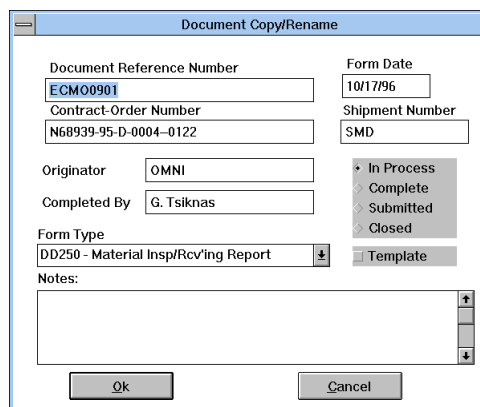 Document Copy/Rename
Document Reference Number
Form Date
ECMO0901
10/17/96
Contract-Order Number
Shipment Number
N68939-95-D-0004--0122
SMD
Originator
OMNI
In Process
Complete
Submitted
Closed
Completed By
G. Tsiknas
Form Type
DD250 - Material Insp/Rcv'ing Report
Template
Notes:
Ok
Cancel